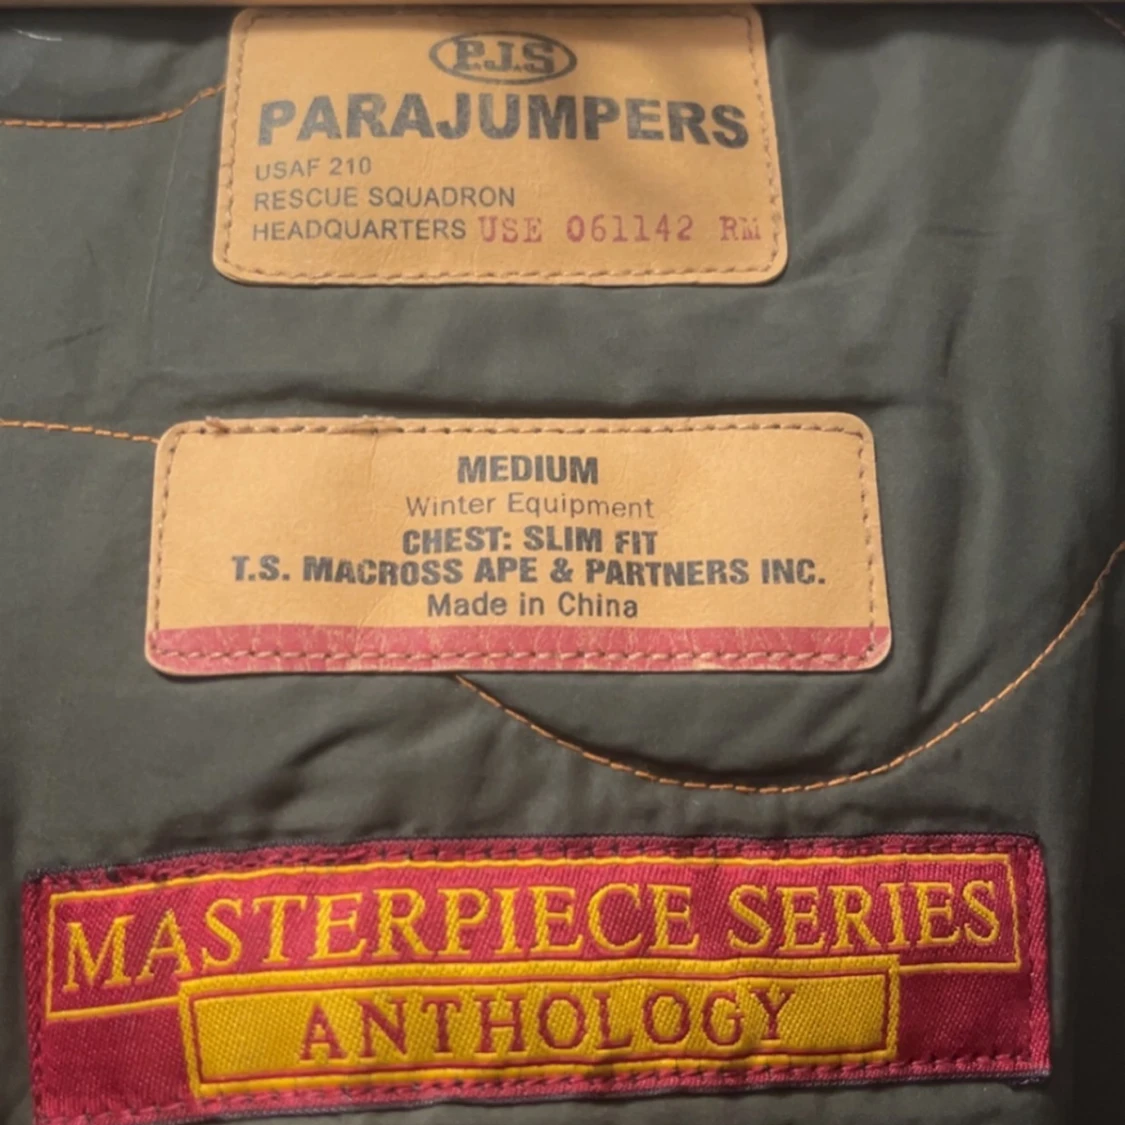 P.J.S
PARAJUMPERS
USAF 210
RESCUE SQUADRON
HEADQUARTERS USE 061142 RM
MEDIUM
Winter Equipment
CHEST: SLIM FIT
T.S. MACROSS APE & PARTNERS INC.
Made in China
MASTERPIECE SERIES
ANTHOLOGY